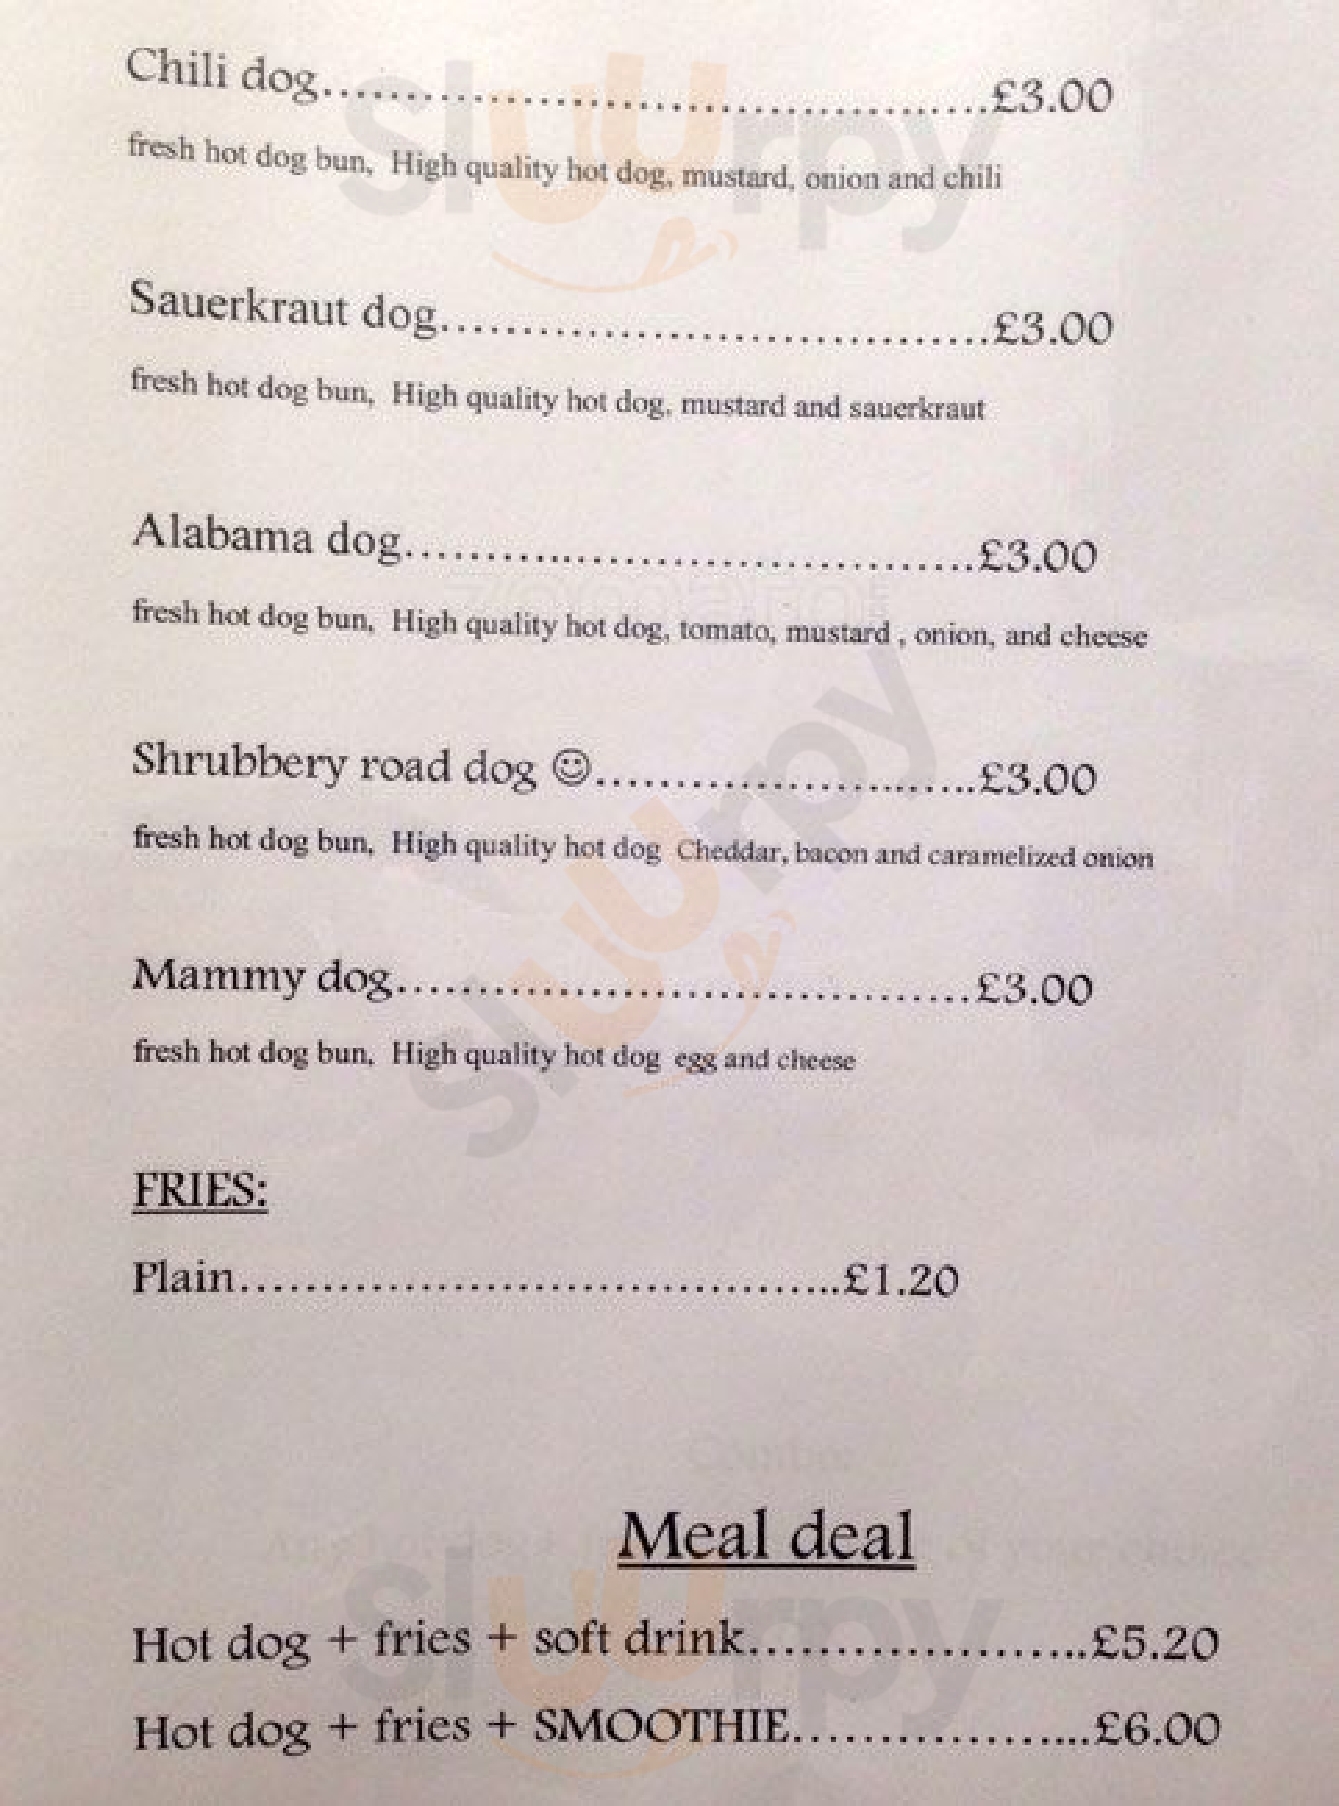 Chili dog.......................................£3.00
fresh hot dog bun, High quality hot dog, mustard, onion and chili
Sauerkraut dog..................................£3.00
fresh hot dog bun, High quality hot dog, mustard and sauerkraut
Alabama dog....................................£3.00
fresh hot dog bun, High quality hot dog, tomato, mustard , onion, and cheese
Shrubbery road dog ☺........................£3.00
fresh hot dog bun, High quality hot dog Cheddar, bacon and caramelized onion
Mammy dog....................................£3.00
fresh hot dog bun, High quality hot dog egg and cheese
FRIES:
Plain......................................£1.20
Meal deal
Hot dog + fries + soft drink.....................£5.20
Hot dog + fries + SMOOTHIE...................£6.00
sluurpy
sluurpy
sluurpy